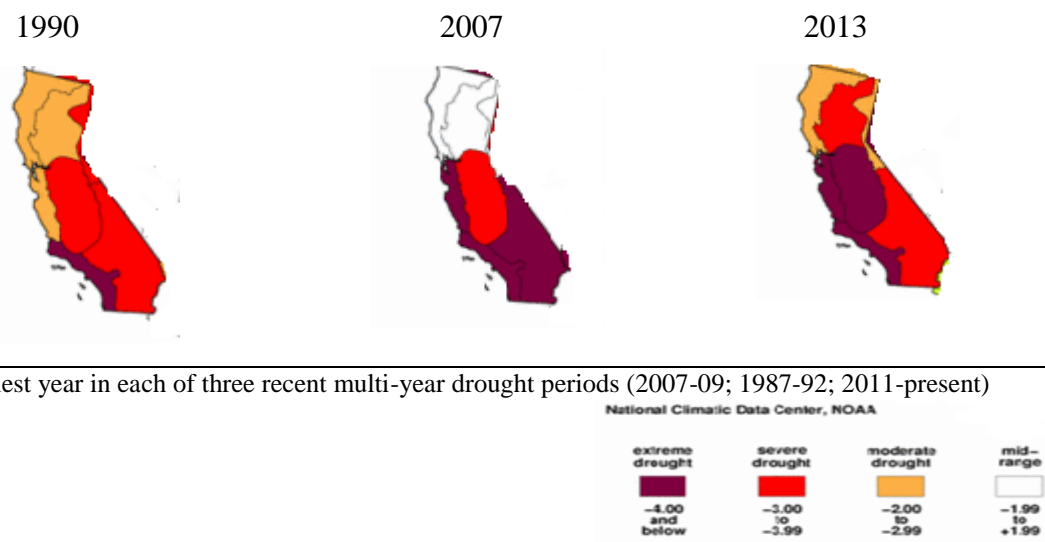 1990 2007 2013
est year in each of three recent multi-year drought periods (2007-09; 1987-92; 2011-present)
National Climatic Data Center, NOAA
extreme drought severe drought moderate drought mid-range
-4.00 and below -3.00 to -3.99 -2.00 to -2.99 -1.99 to +1.99